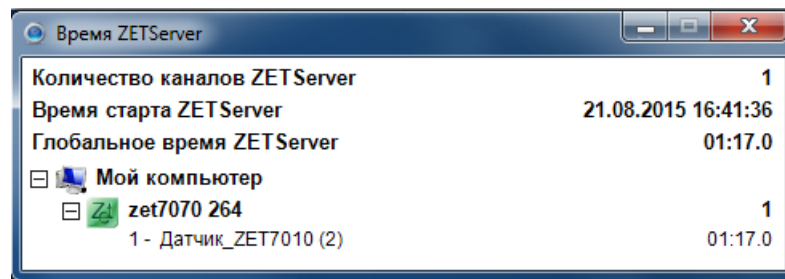 Время ZETServer
Количество каналов ZETServer 1
Время старта ZETServer 21.08.2015 16:41:36
Глобальное время ZETServer 01:17.0
Мой компьютер
zet7070 264 1
1 - Датчик_ZET7010 (2) 01:17.0